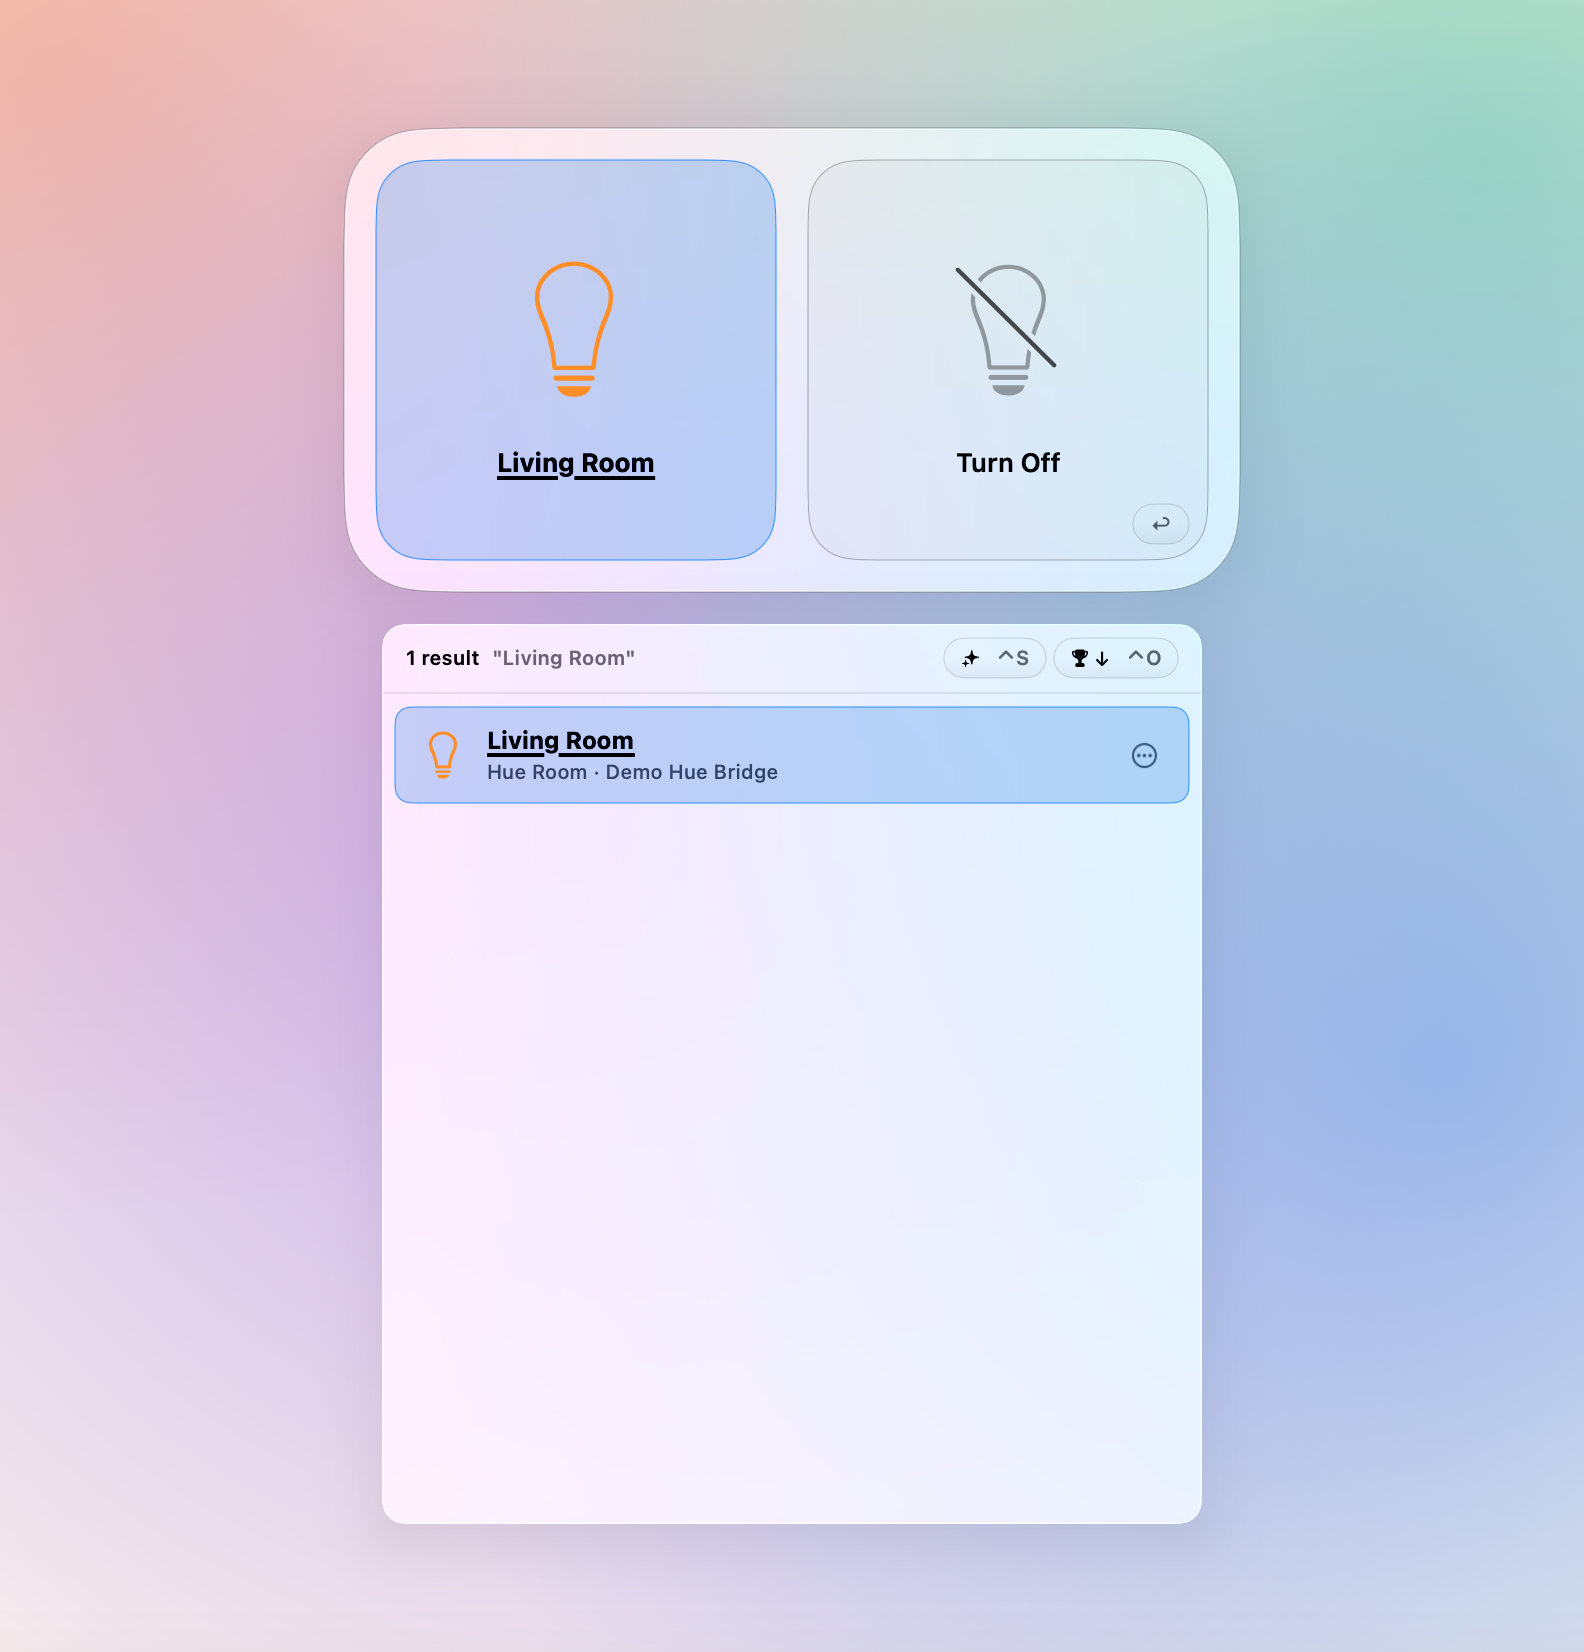 Living Room
Turn Off
1 result "Living Room"
^S
^O
Living Room
Hue Room · Demo Hue Bridge